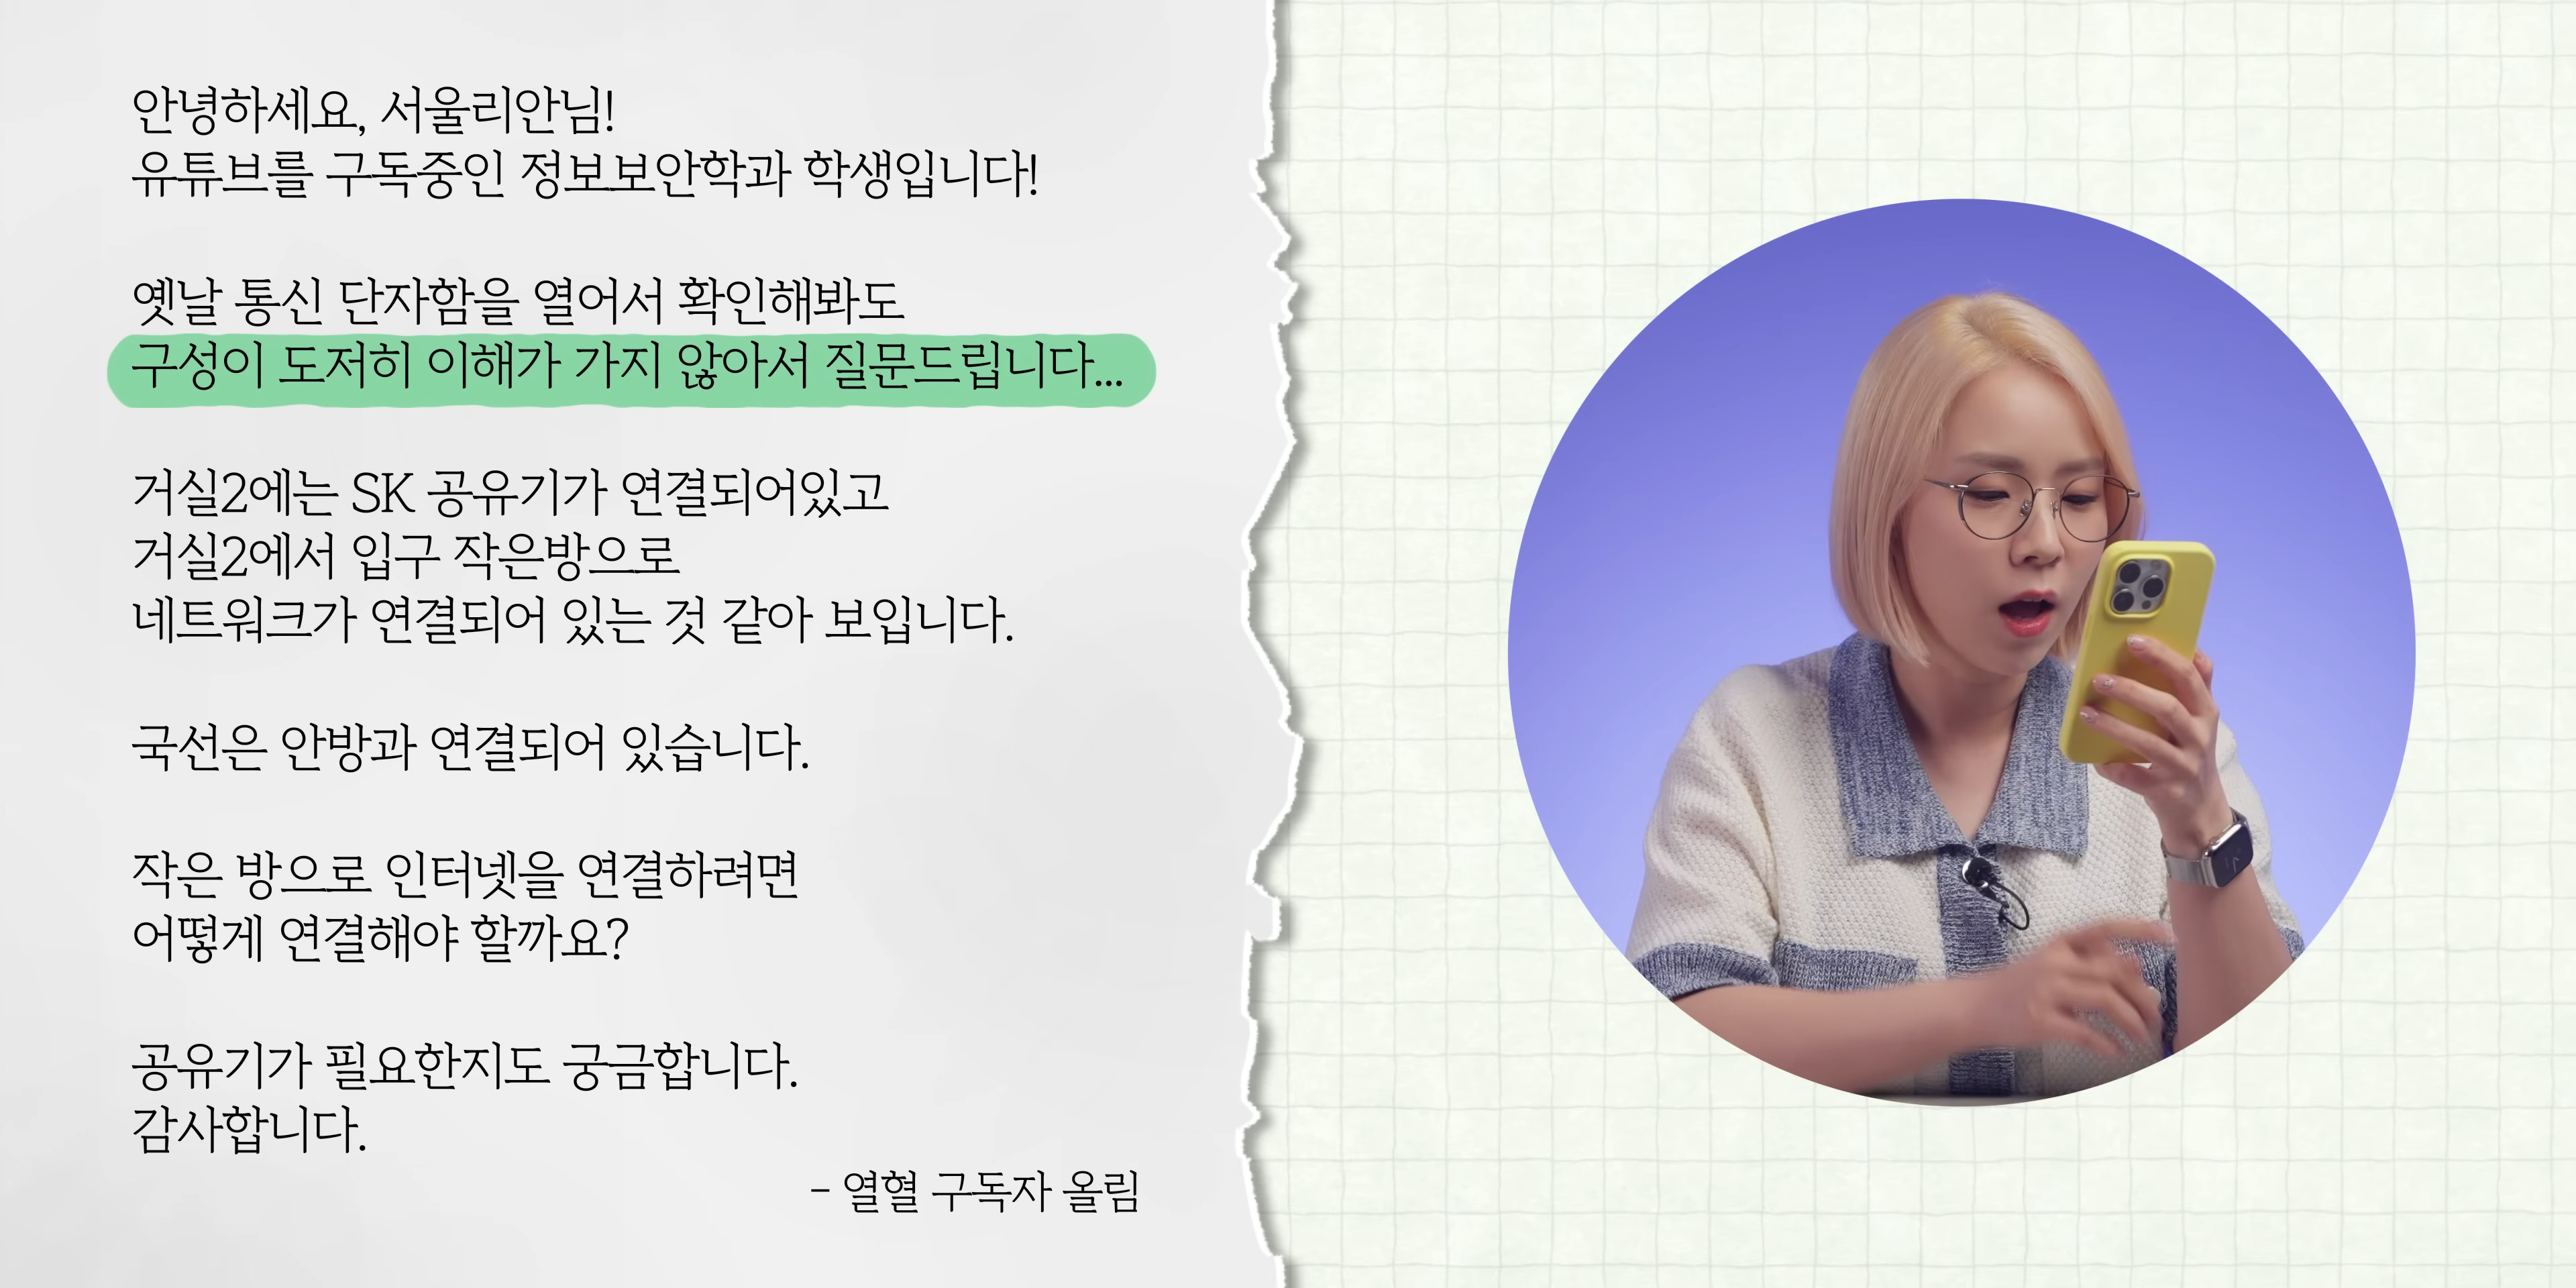 안녕하세요, 서울리안님!
유튜브를 구독중인 정보보안학과 학생입니다!
옛날 통신 단자함을 열어서 확인해봐도
구성이 도저히 이해가 가지 않아서 질문드립니다...
거실2에는 SK 공유기가 연결되어있고
거실2에서 입구 작은방으로
네트워크가 연결되어 있는 것 같아 보입니다.
국선은 안방과 연결되어 있습니다.
작은 방으로 인터넷을 연결하려면
어떻게 연결해야 할까요?
공유기가 필요한지도 궁금합니다.
감사합니다.
- 열혈 구독자 올림